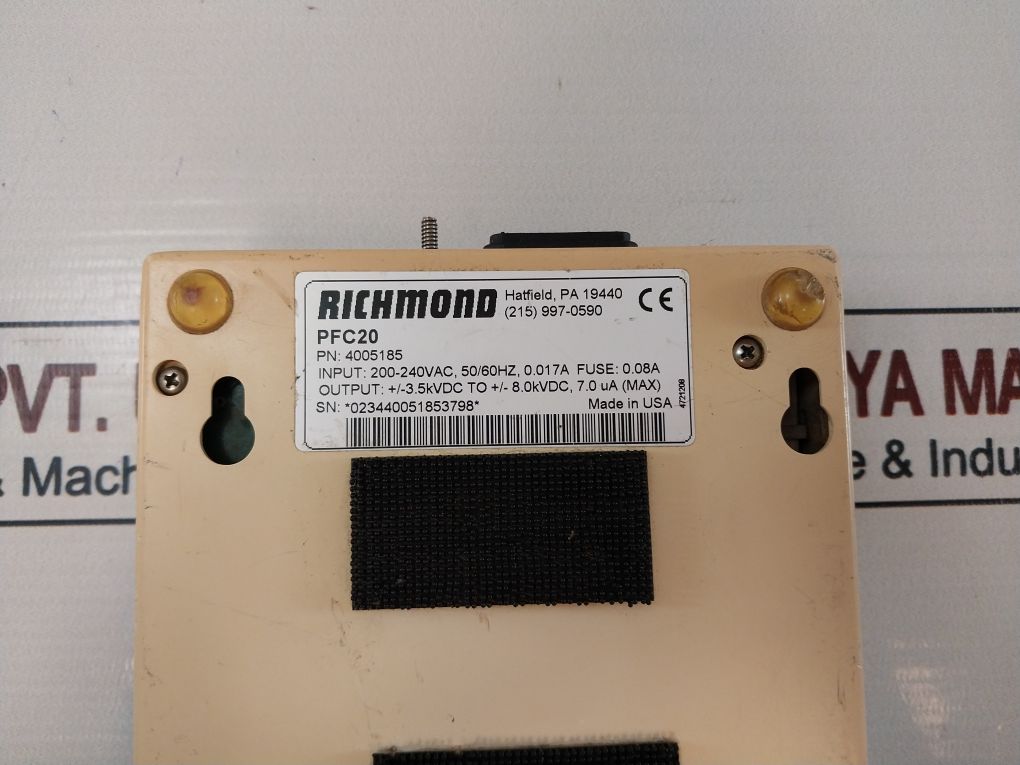 RICHMOND
Hatfield, PA 19440
(215) 997-0590
CE
PFC20
PN: 4005185
INPUT: 200-240VAC, 50/60HZ, 0.017A FUSE: 0.08A
OUTPUT: +/-3.5kVDC TO +/- 8.0kVDC, 7.0 uA (MAX)
SN: *023440051853798*
Made in USA
4721209
PVT.
YA MA
& Mach
e & Indu